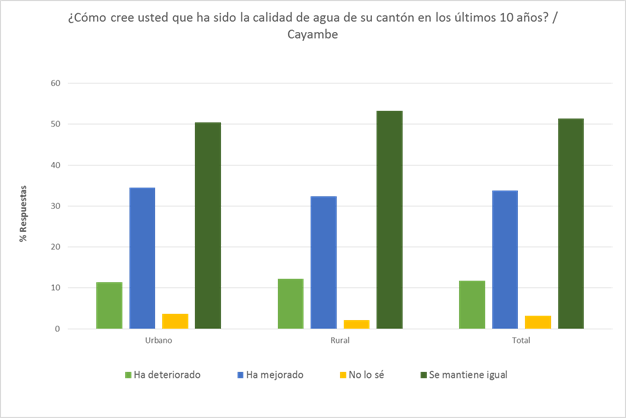 ¿Cómo cree usted que ha sido la calidad de agua de su cantón en los últimos 10 años? /
Cayambe
60
50
40
30
20
10
0
% Respuestas
Urbano Rural Total
Ha deteriorado Ha mejorado No lo sé Se mantiene igual